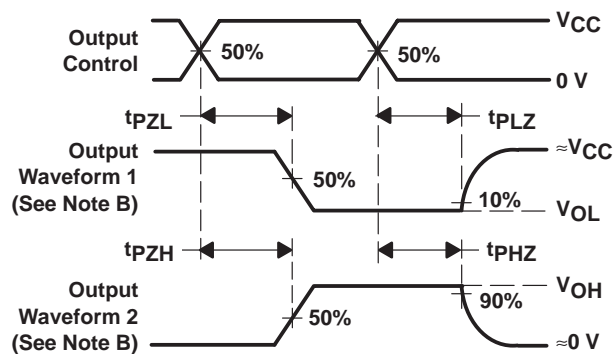 Output
Control
50%
50%
VCC
0 V
tPZL
tPLZ
Output
Waveform 1
(See Note B)
50%
10%
≈VCC
VOL
tPZH
tPHZ
Output
Waveform 2
(See Note B)
50%
90%
VOH
≈0 V